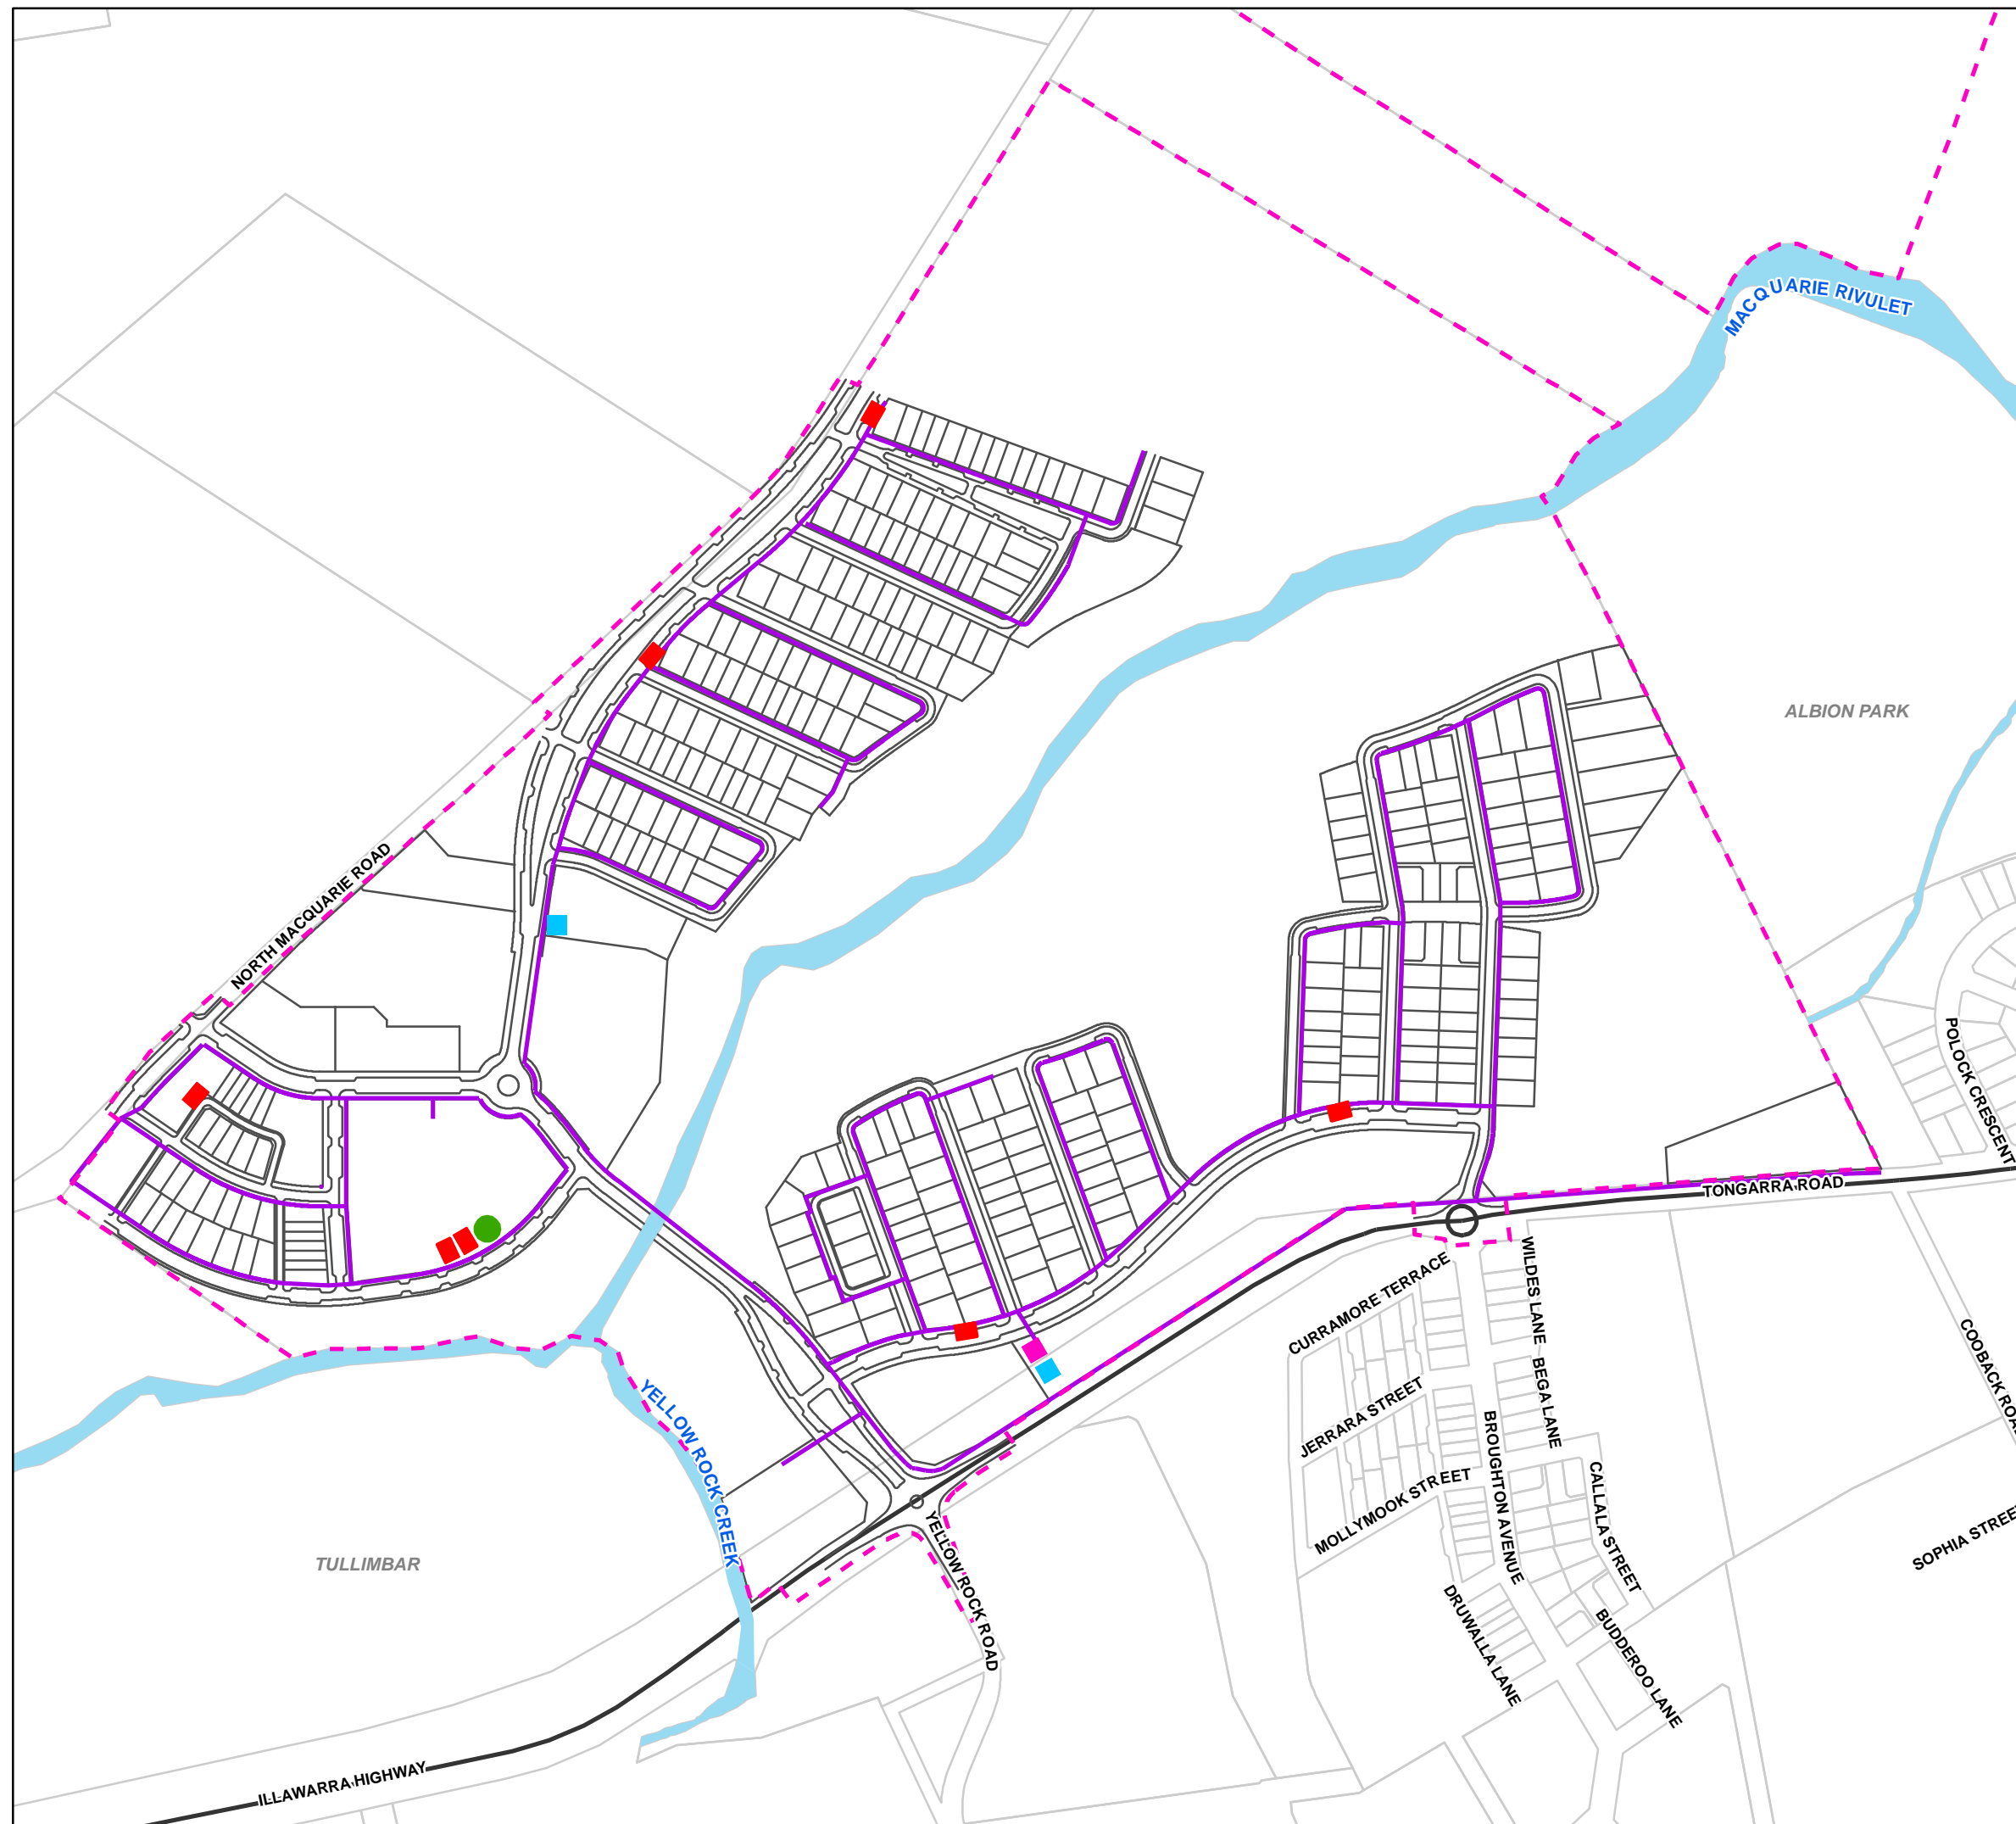 MACQUARIE RIVULET
ALBION PARK
NORTH MACQUARIE ROAD
POLOCK CRESCENT
TONGARRA ROAD
CURRAMORE TERRACE
WILDES LANE
BEGA LANE
COOBACK ROA
JERRARA STREET
YELLOW ROCK CREEK
BROUGHTON AVENUE
CALLALA STREET
MOLLYMOOK STREET
YELLOW ROCK ROAD
SOPHIA STREE
TULLIMBAR
DRUWALLA LANE
BUDDEROO LANE
ILLAWARRA HIGHWAY